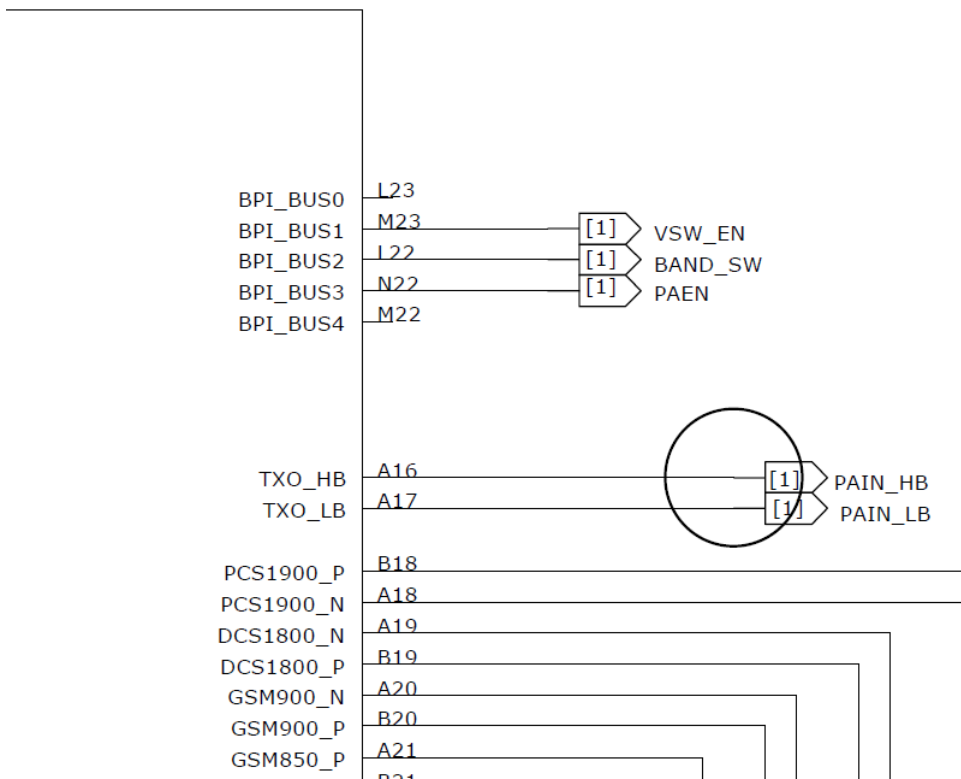 BPI_BUS0 L23
BPI_BUS1 M23 [1] VSW_EN
BPI_BUS2 L22 [1] BAND_SW
BPI_BUS3 N22 [1] PAEN
BPI_BUS4 M22
TXO_HB A16 [1] PAIN_HB
TXO_LB A17 [1] PAIN_LB
PCS1900_P B18
PCS1900_N A18
DCS1800_N A19
DCS1800_P B19
GSM900_N A20
GSM900_P B20
GSM850_P A21